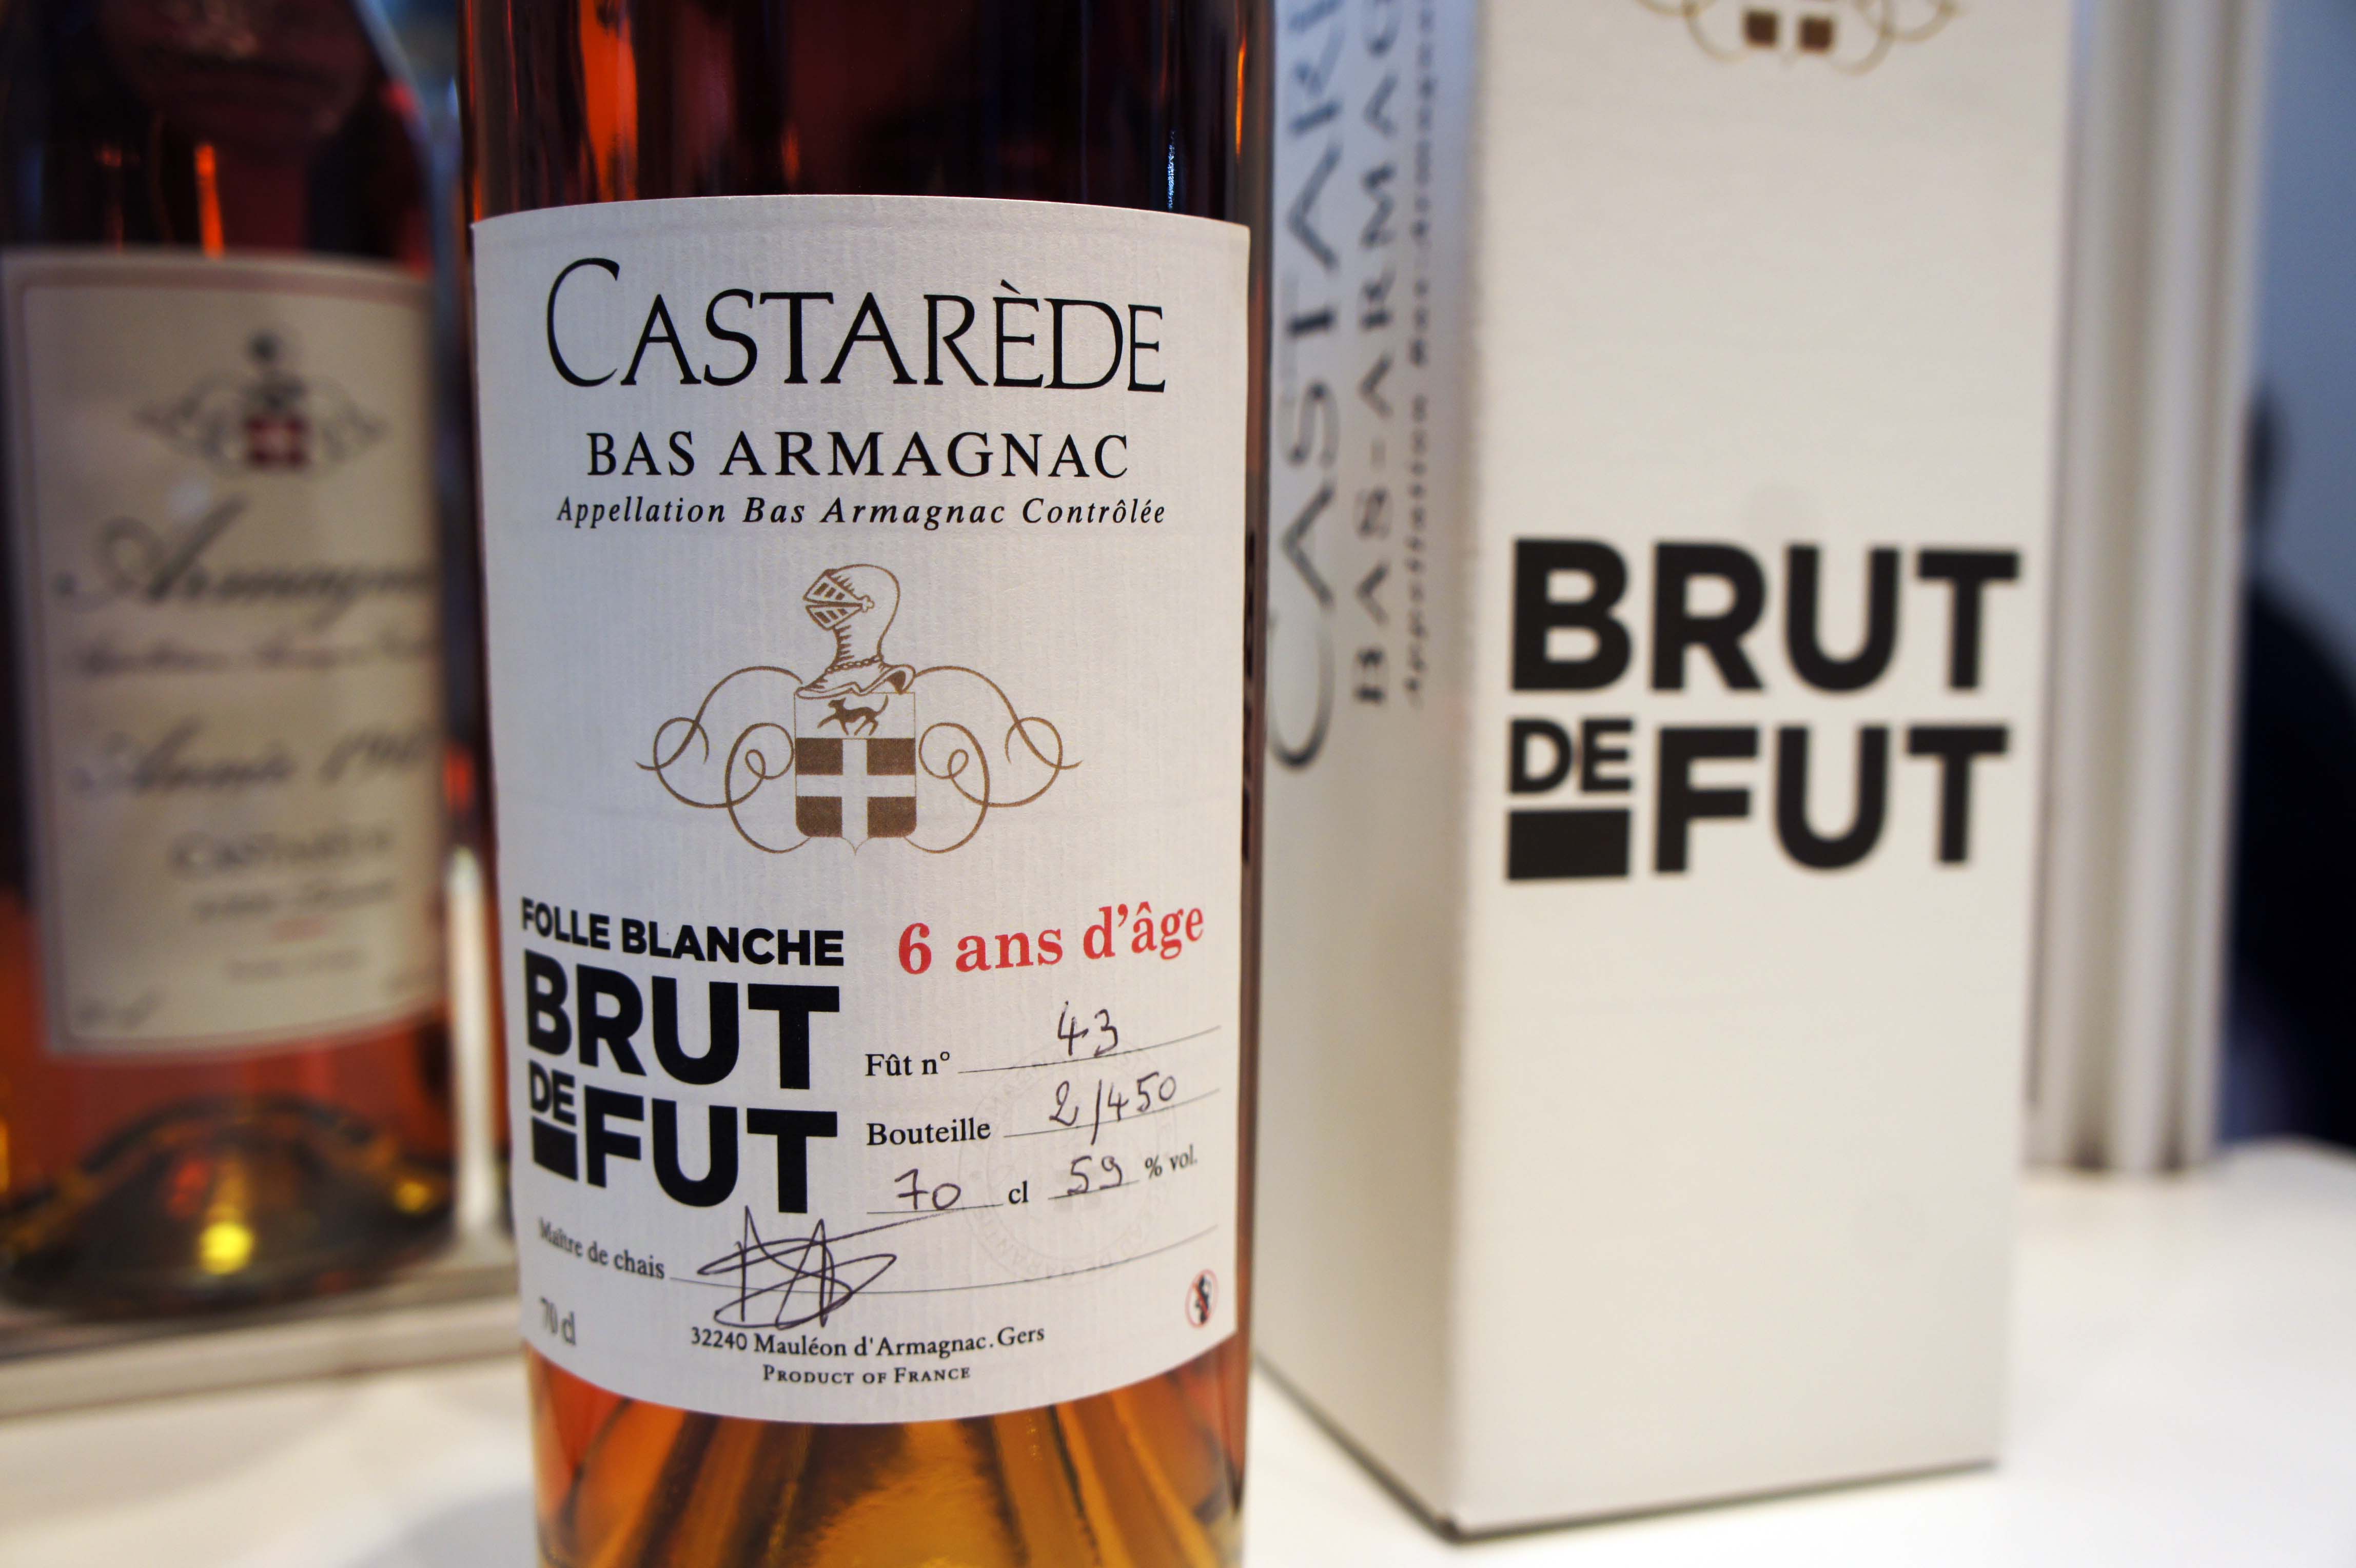 CASTARÈDE
BAS ARMAGNAC
Appellation Bas Armagnac Contrôlée
FOLLE BLANCHE
BRUT
DE FUT
6 ans d'âge
Fût n° 43
Bouteille 2/450
70 cl 59 % vol.
Maître de chais
70 cl
32240 Mauléon d'Armagnac. Gers
PRODUCT OF FRANCE
BRUT
DE FUT
Armagnac
Année
CASTARÈDE